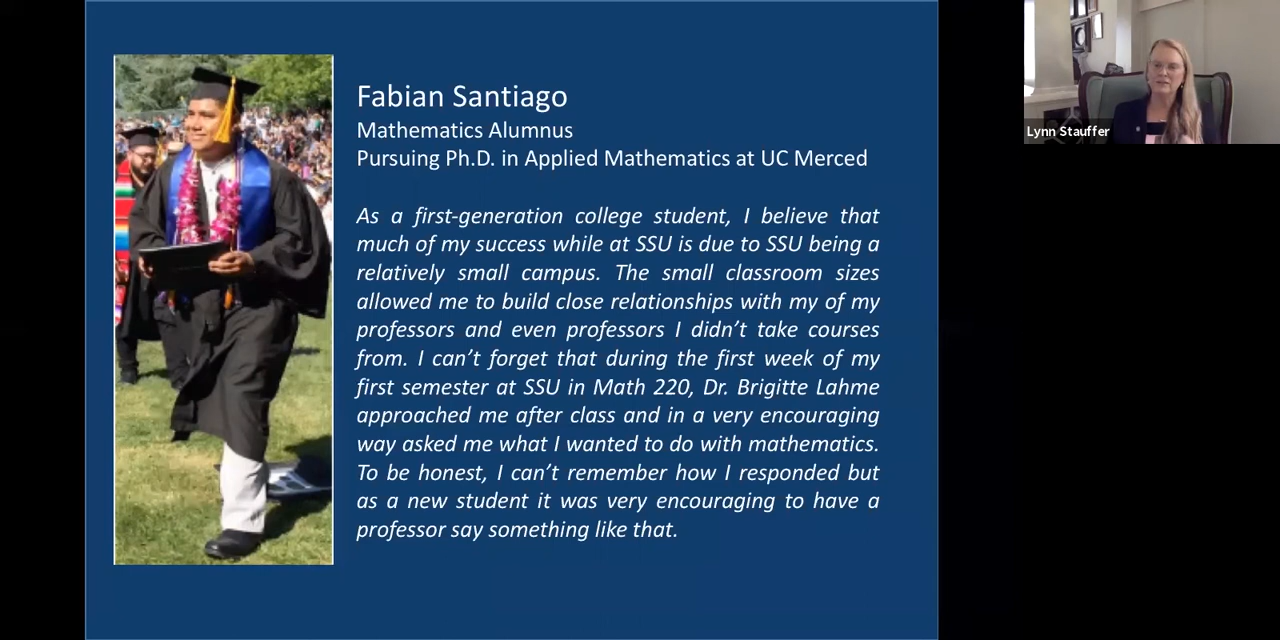 Fabian Santiago
Mathematics Alumnus
Pursuing Ph.D. in Applied Mathematics at UC Merced
As a first-generation college student, I believe that
much of my success while at SSU is due to SSU being a
relatively small campus. The small classroom sizes
allowed me to build close relationships with my of my
professors and even professors I didn’t take courses
from. I can’t forget that during the first week of my
first semester at SSU in Math 220, Dr. Brigitte Lahme
approached me after class and in a very encouraging
way asked me what I wanted to do with mathematics.
To be honest, I can’t remember how I responded but
as a new student it was very encouraging to have a
professor say something like that.
Lynn Stauffer